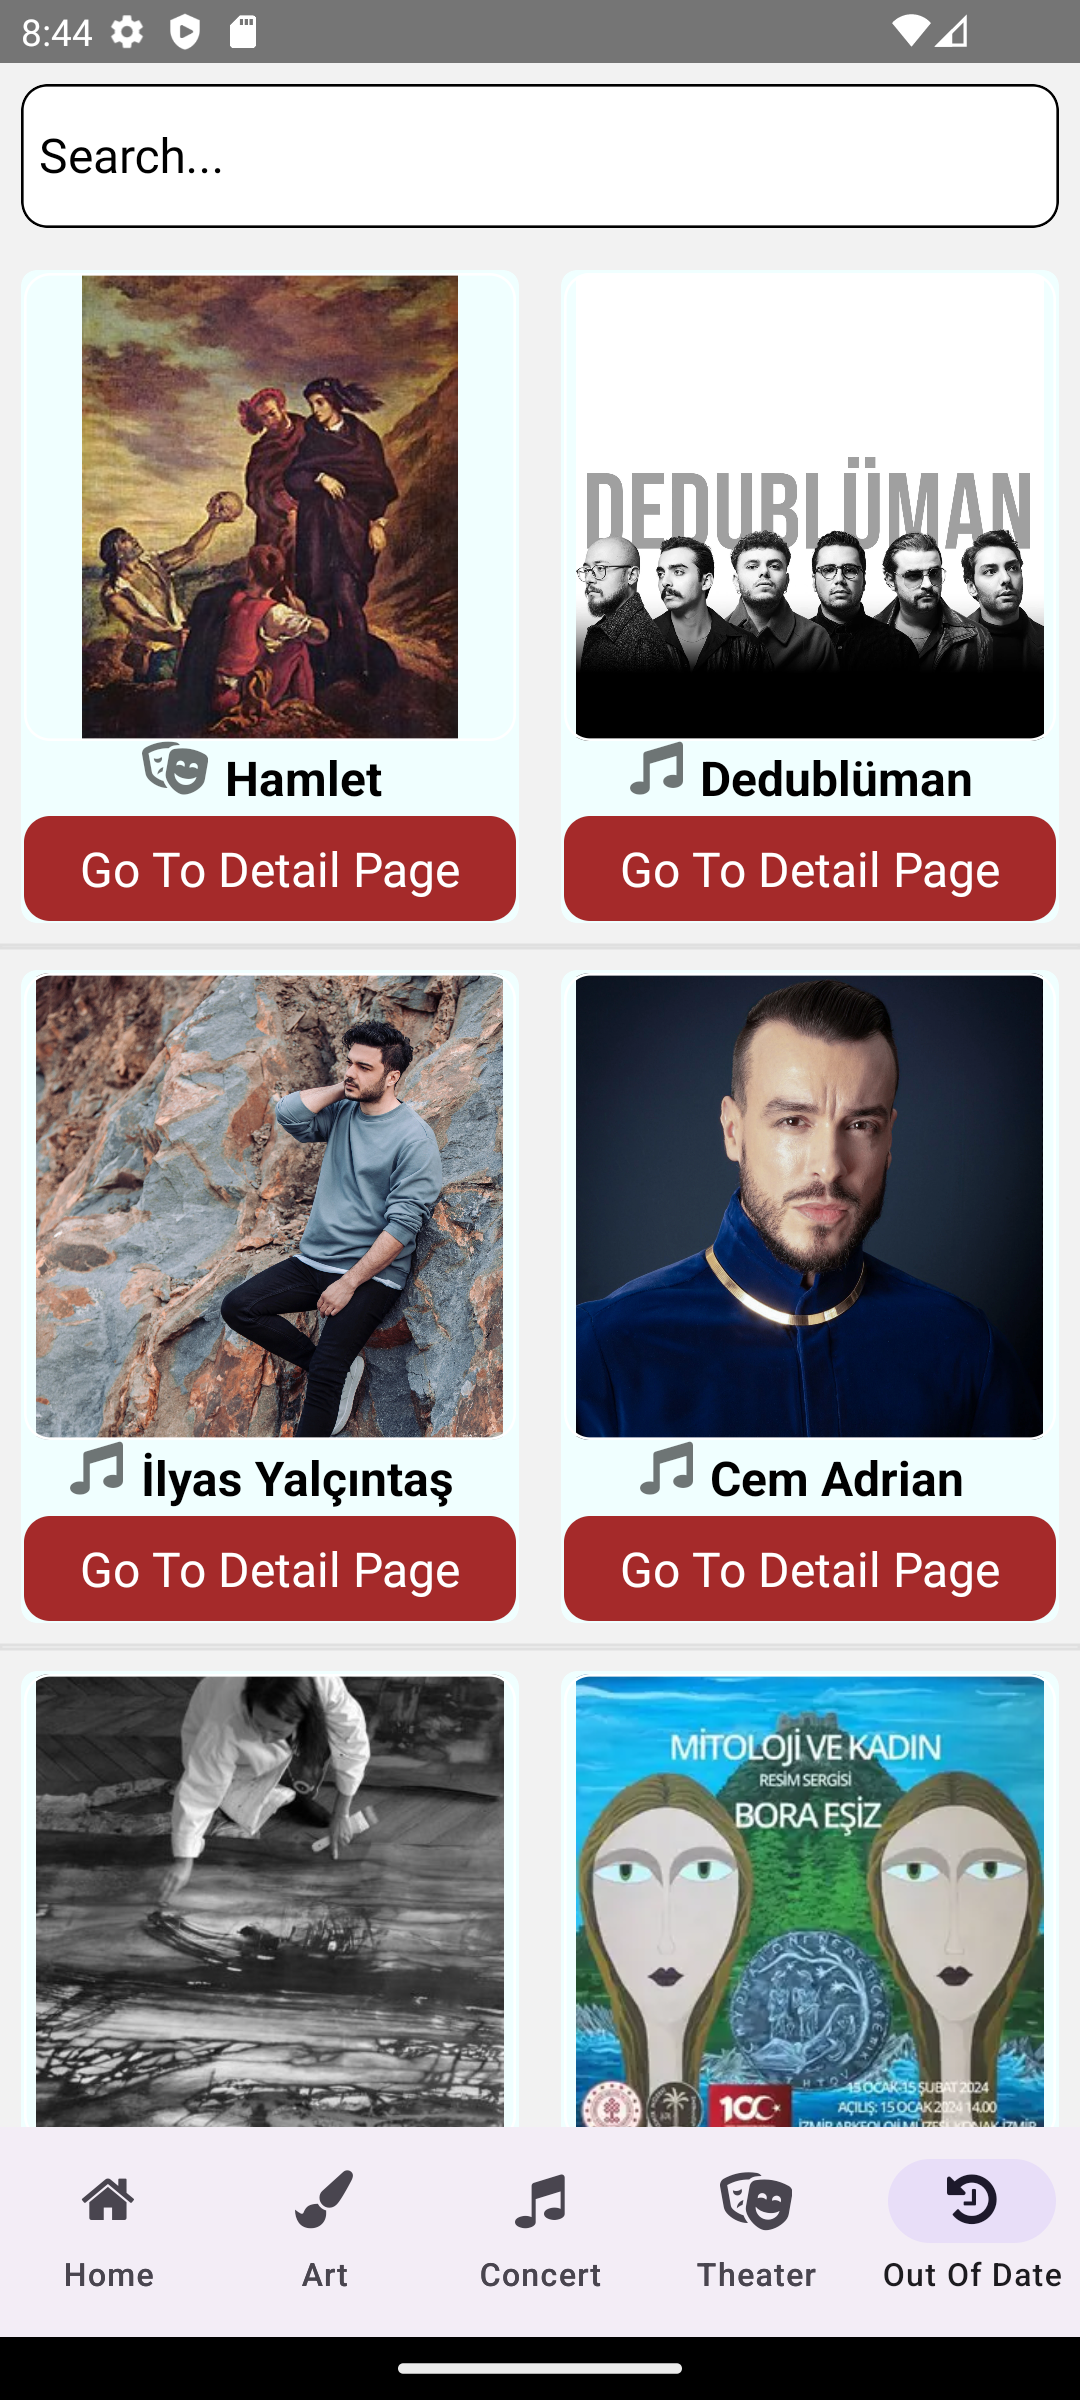 8:44
Search...
DEDUBLÜMAN
Hamlet
Dedublüman
Go To Detail Page
Go To Detail Page
İlyas Yalçıntaş
Cem Adrian
Go To Detail Page
Go To Detail Page
MİTOLOJİ VE KADIN
RESİM SERGİSİ
BORA EŞİZ
15 OCAK-15 ŞUBAT 2024
AÇILIŞ: 15 OCAK 2024 14.00
İZMİR ARKEOLOJİ MÜZESİ, KONAK, İZMİR
100
Home
Art
Concert
Theater
Out Of Date